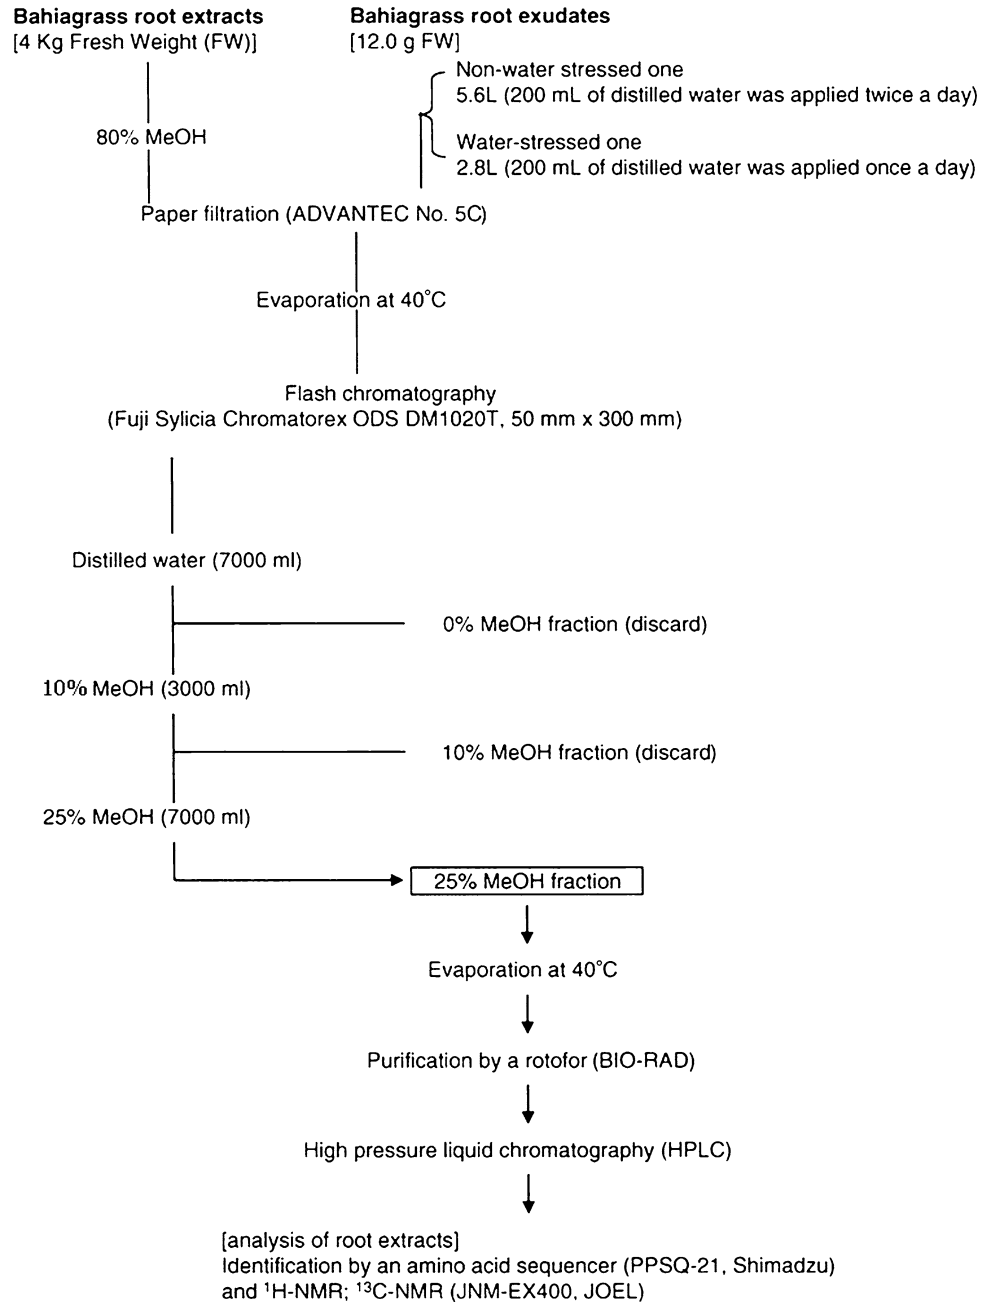 Bahiagrass root extracts
[4 Kg Fresh Weight (FW)]
Bahiagrass root exudates
[12.0 g FW]
Non-water stressed one
5.6L (200 mL of distilled water was applied twice a day)
80% MeOH
Water-stressed one
2.8L (200 mL of distilled water was applied once a day)
Paper filtration (ADVANTEC No. 5C)
Evaporation at 40°C
Flash chromatography
(Fuji Sylicia Chromatorex ODS DM1020T, 50 mm x 300 mm)
Distilled water (7000 ml)
0% MeOH fraction (discard)
10% MeOH (3000 ml)
10% MeOH fraction (discard)
25% MeOH (7000 ml)
25% MeOH fraction
Evaporation at 40°C
Purification by a rotofor (BIO-RAD)
High pressure liquid chromatography (HPLC)
[analysis of root extracts]
Identification by an amino acid sequencer (PPSQ-21, Shimadzu)
and ¹H-NMR; ¹³C-NMR (JNM-EX400, JOEL)